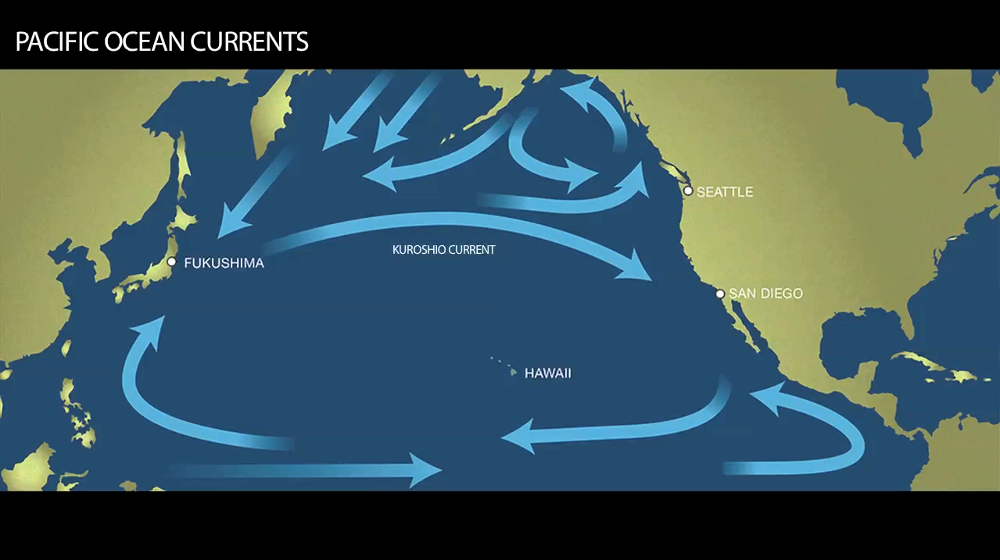 PACIFIC OCEAN CURRENTS
SEATTLE
KUROSHIO CURRENT
FUKUSHIMA
SAN DIEGO
HAWAII